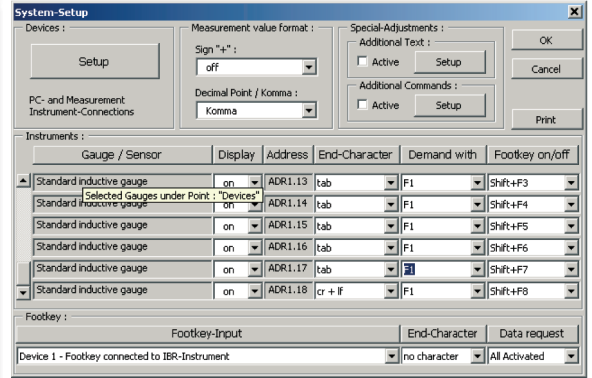 System-Setup
Devices :
Setup
PC- and Measurement
Instrument-Connections
Measurement value format :
Sign "+" :
off
Decimal Point / Komma :
Komma
Special-Adjustments :
Additional Text :
Active Setup
Additional Commands :
Active Setup
OK
Cancel
Print
Instruments :
Gauge / Sensor Display Address End-Character Demand with Footkey on/off
Standard inductive gauge on ADR1.13 tab F1 Shift+F3
Selected Gauges under Point : "Devices"
on ADR1.14 tab F1 Shift+F4
Standard inductive gauge on ADR1.15 tab F1 Shift+F5
Standard inductive gauge on ADR1.16 tab F1 Shift+F6
Standard inductive gauge on ADR1.17 tab F1 Shift+F7
Standard inductive gauge on ADR1.18 cr + lf F1 Shift+F8
Footkey :
Footkey-Input End-Character Data request
Device 1 - Footkey connected to IBR-Instrument no character All Activated